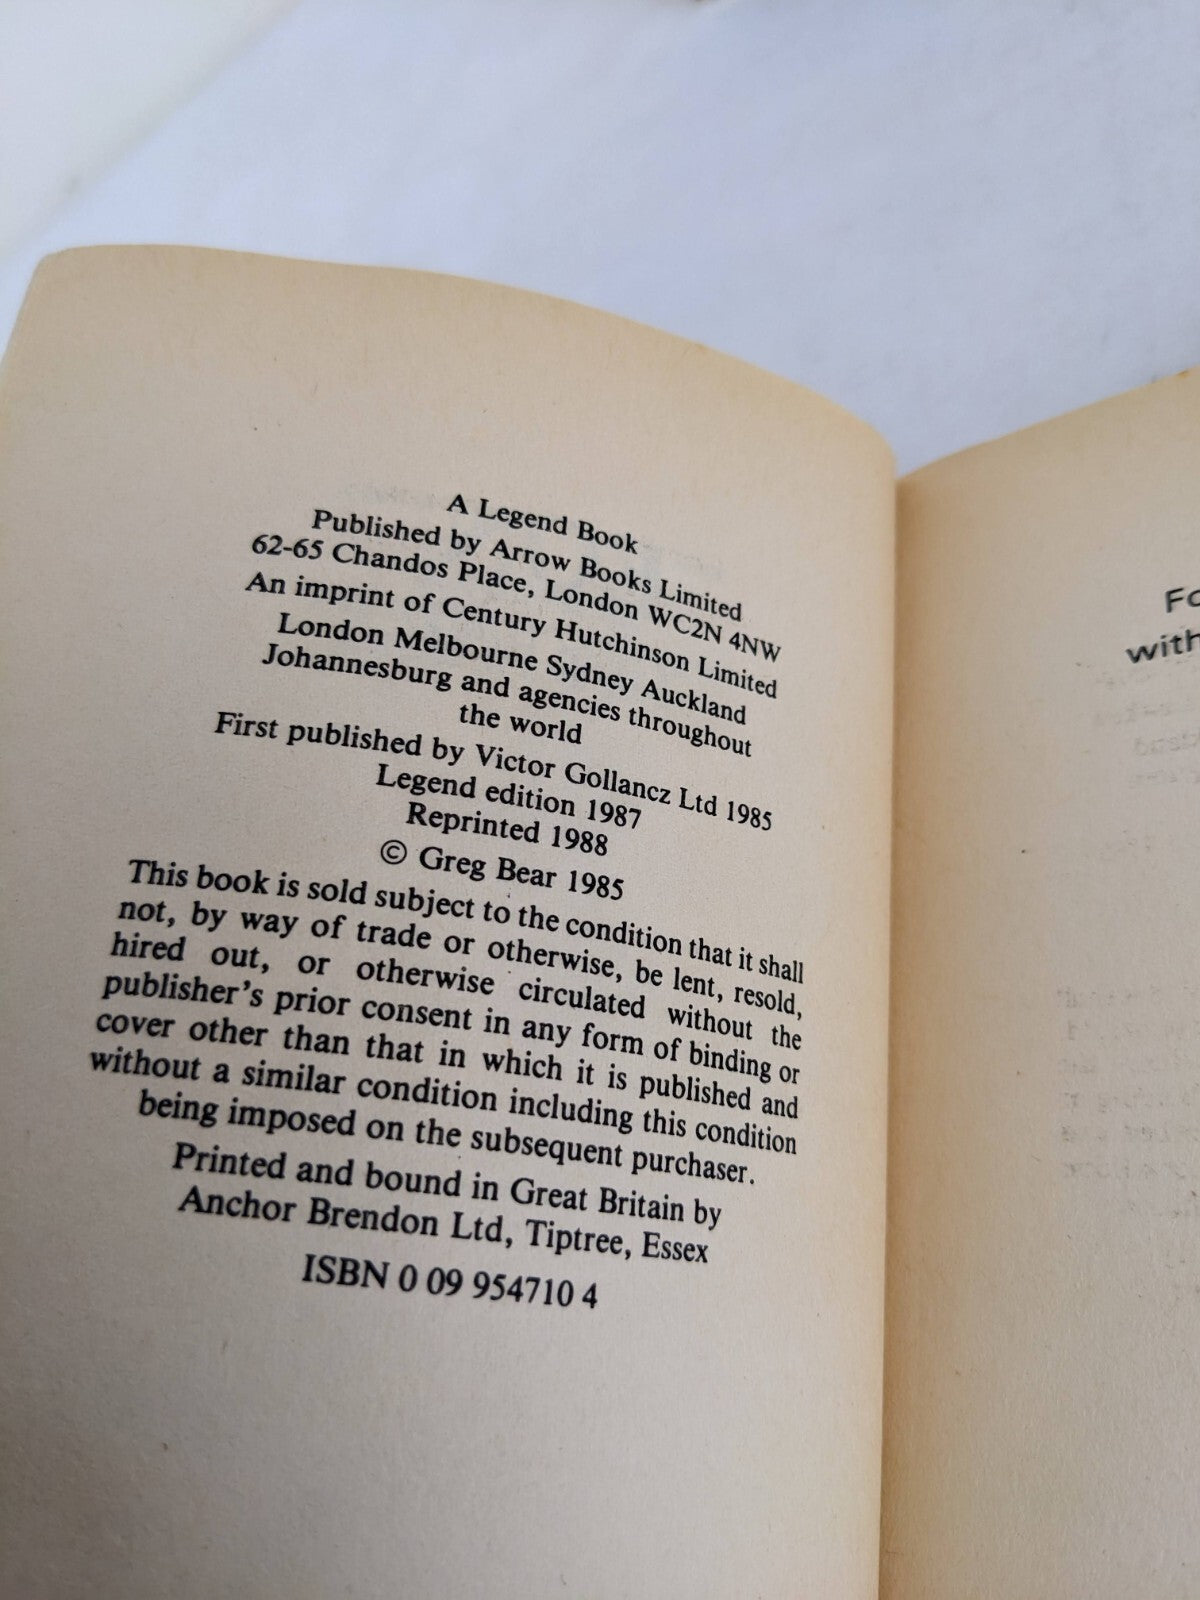 A Legend Book
Published by Arrow Books Limited
62-65 Chandos Place, London WC2N 4NW
An imprint of Century Hutchinson Limited
London Melbourne Sydney Auckland
Johannesburg and agencies throughout
the world
First published by Victor Gollancz Ltd 1985
Legend edition 1987
Reprinted 1988
© Greg Bear 1985
This book is sold subject to the condition that it shall
not, by way of trade or otherwise, be lent, resold,
hired out, or otherwise circulated without the
publisher's prior consent in any form of binding or
cover other than that in which it is published and
without a similar condition including this condition
being imposed on the subsequent purchaser.
Printed and bound in Great Britain by
Anchor Brendon Ltd, Tiptree, Essex
ISBN 0 09 954710 4
Fo
with